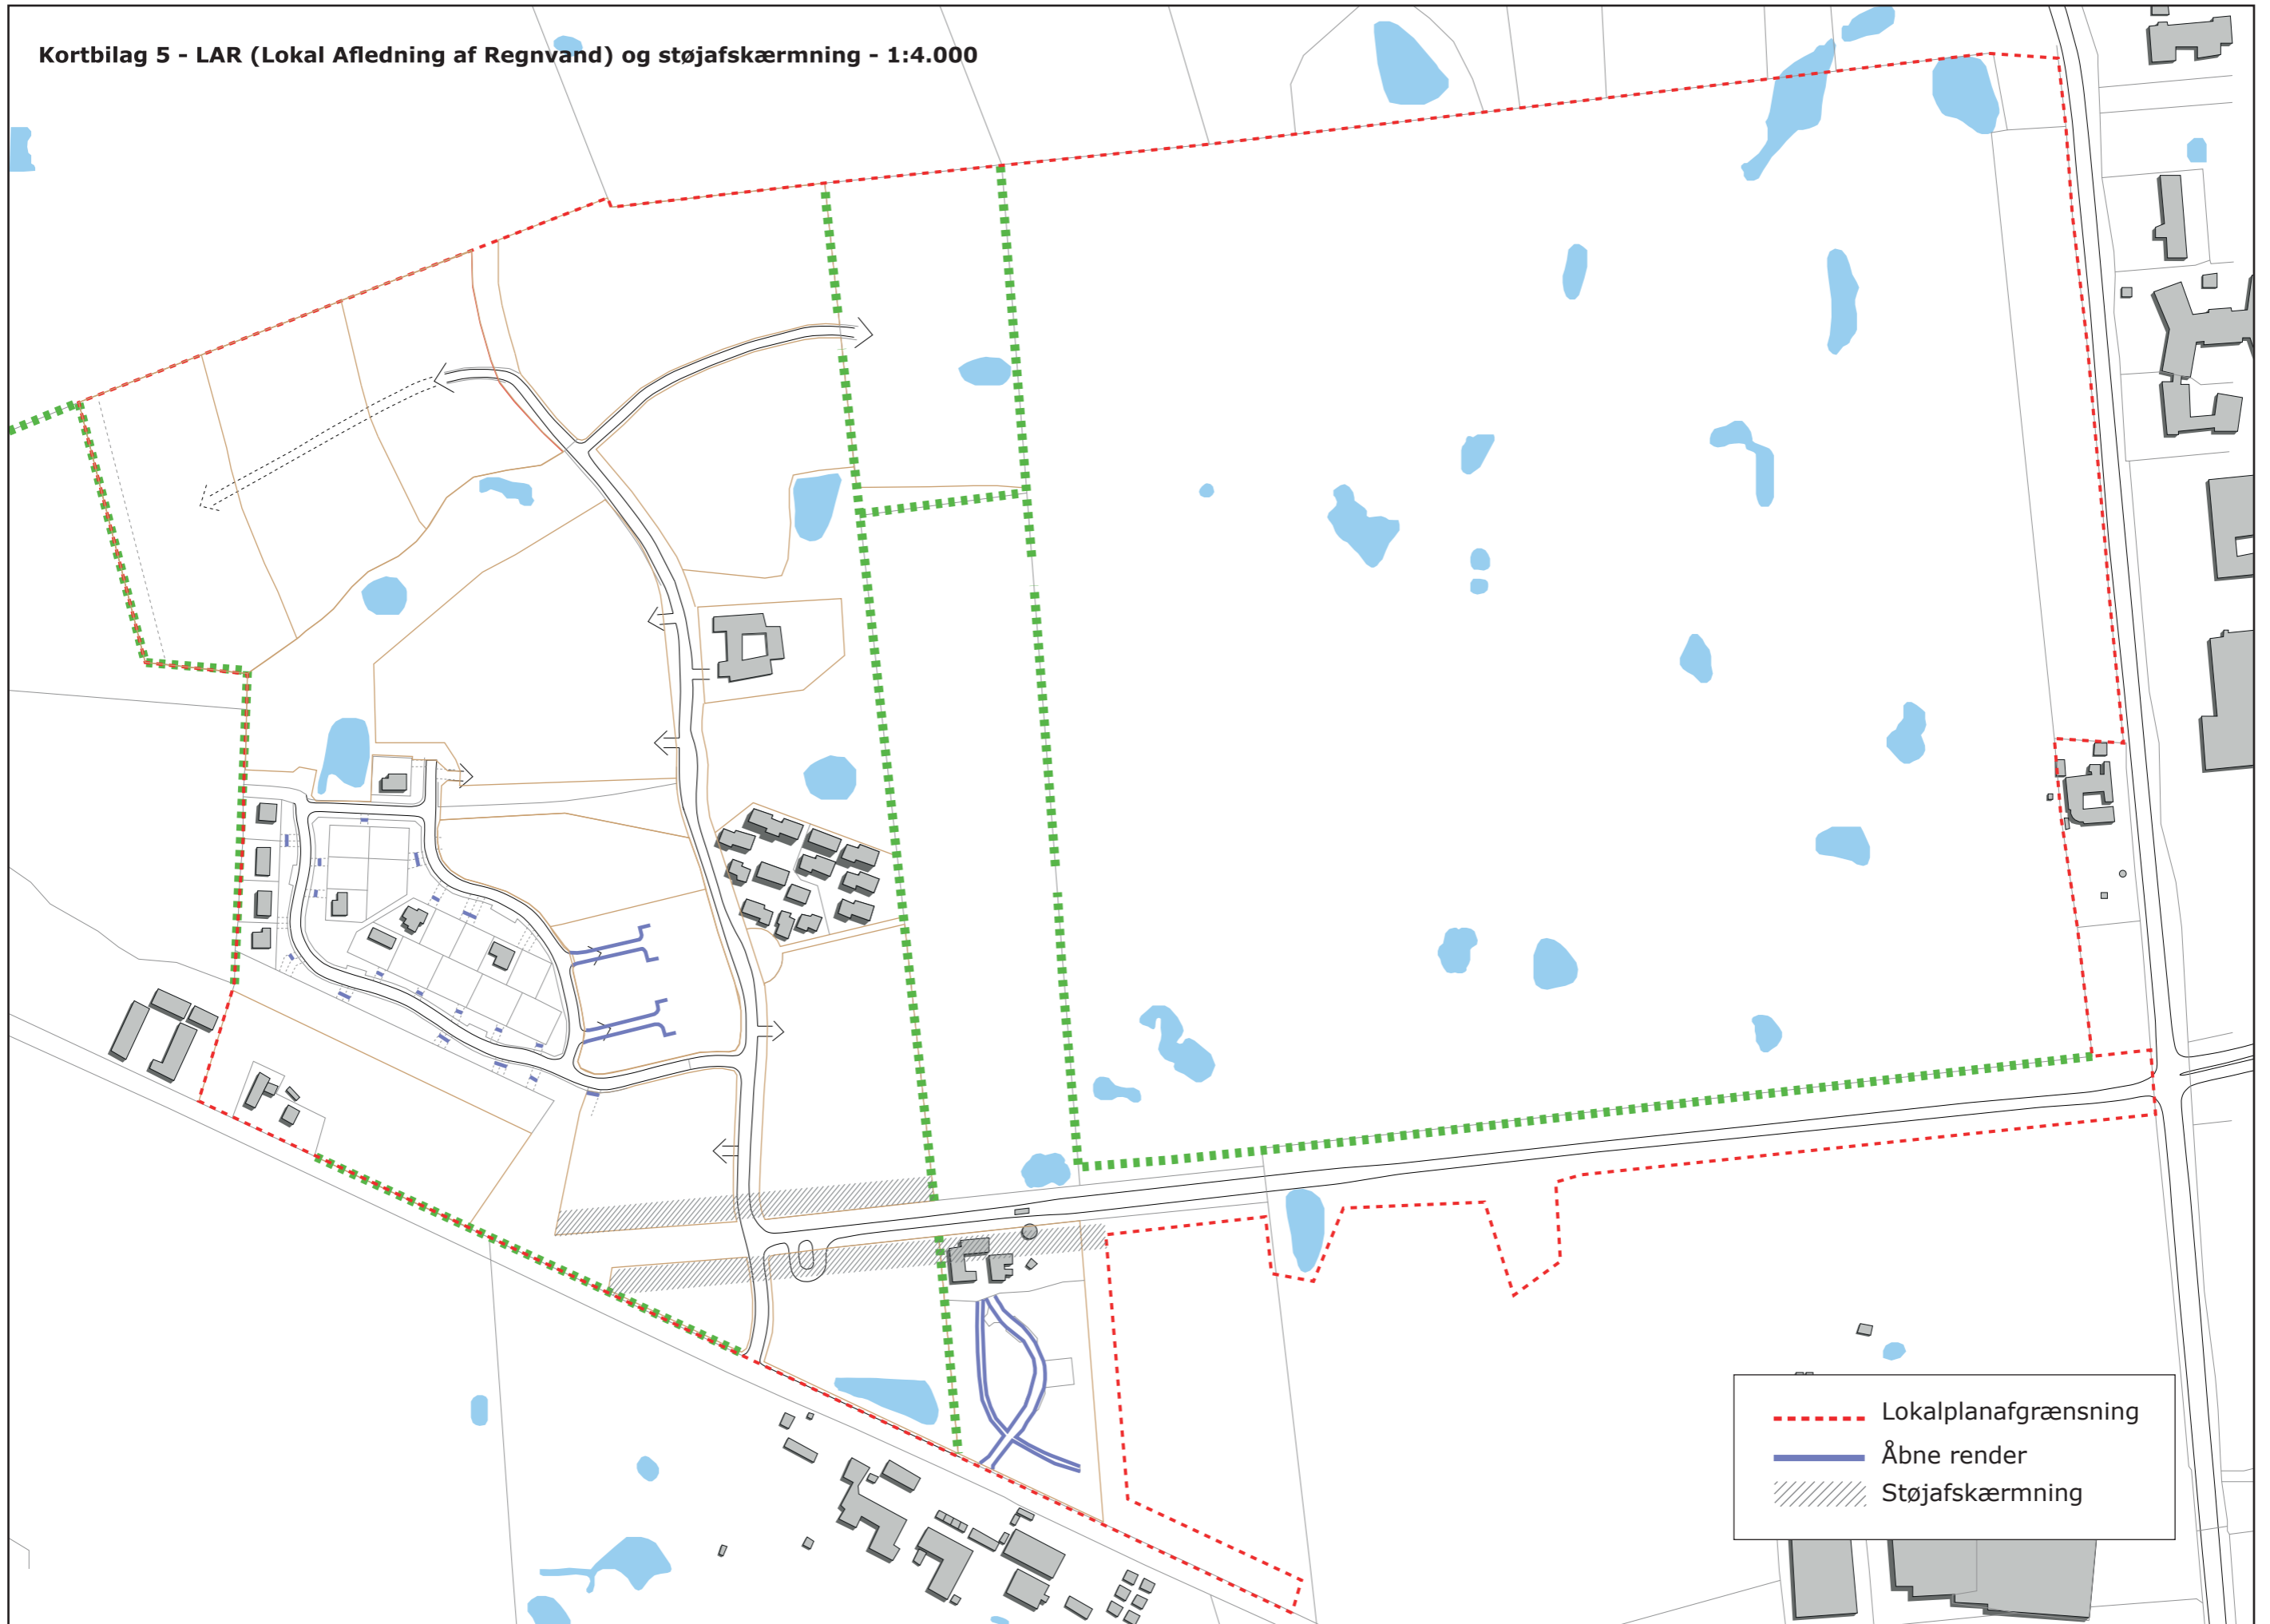 Kortbilag 5 - LAR (Lokal Afledning af Regnvand) og støjafskærmning - 1:4.000
Lokalplanafgrænsning
Åbne render
Støjafskærmning